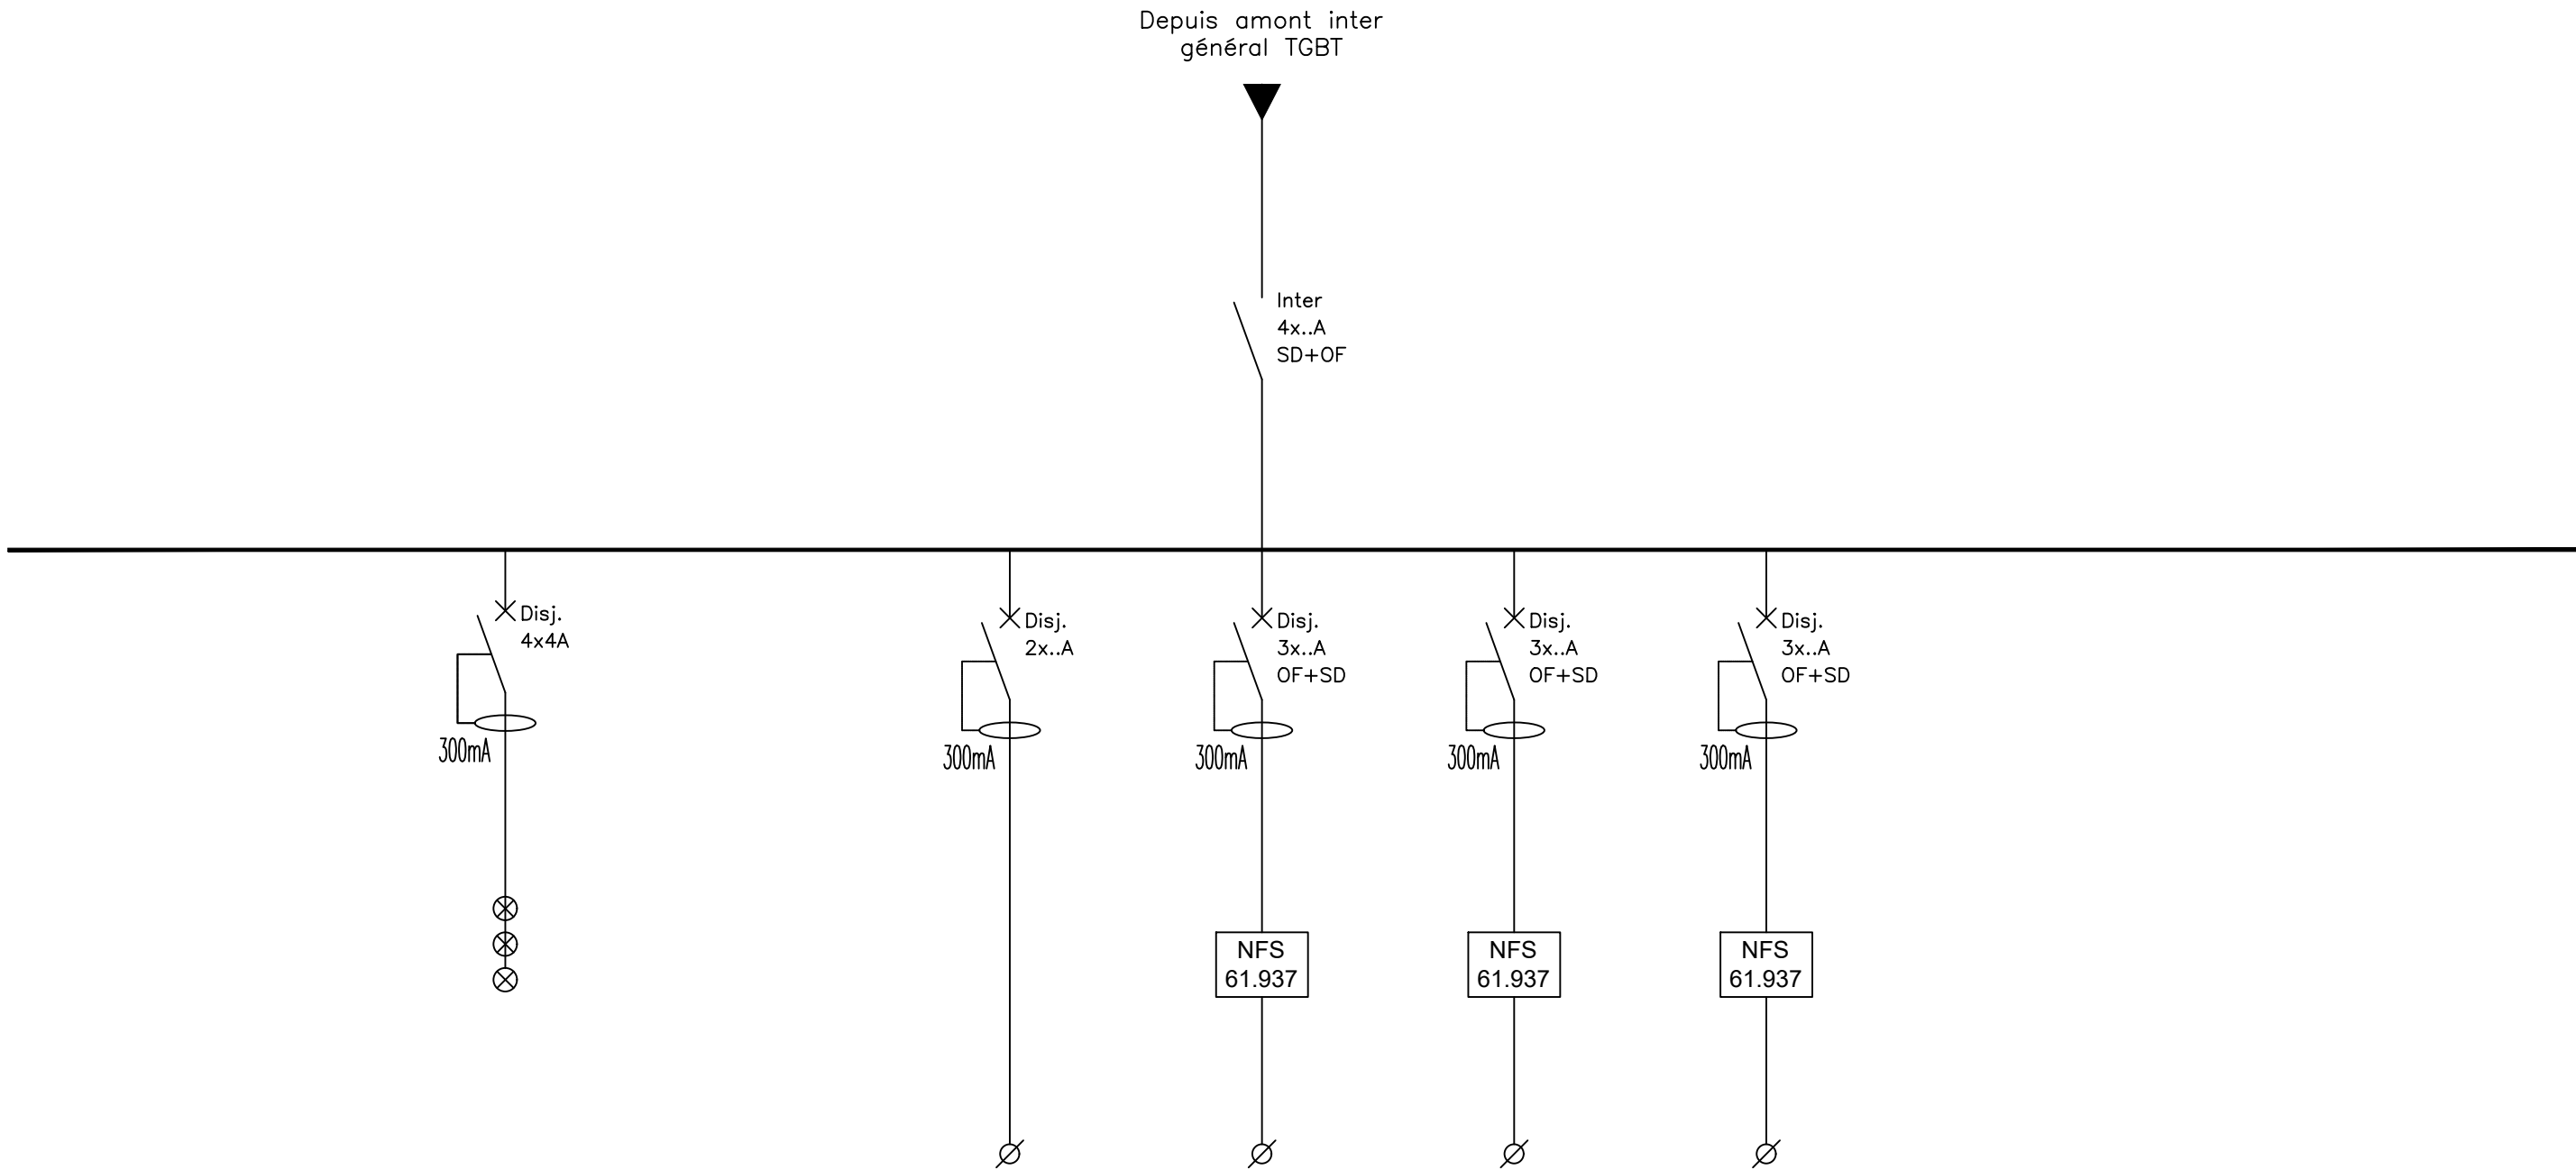 Depuis amont inter
général TGBT
Inter
4x..A
SD+OF
Disj.
4x4A
300mA
Disj.
2x..A
300mA
Disj.
3x..A
OF+SD
300mA
NFS
61.937
Disj.
3x..A
OF+SD
300mA
NFS
61.937
Disj.
3x..A
OF+SD
300mA
NFS
61.937